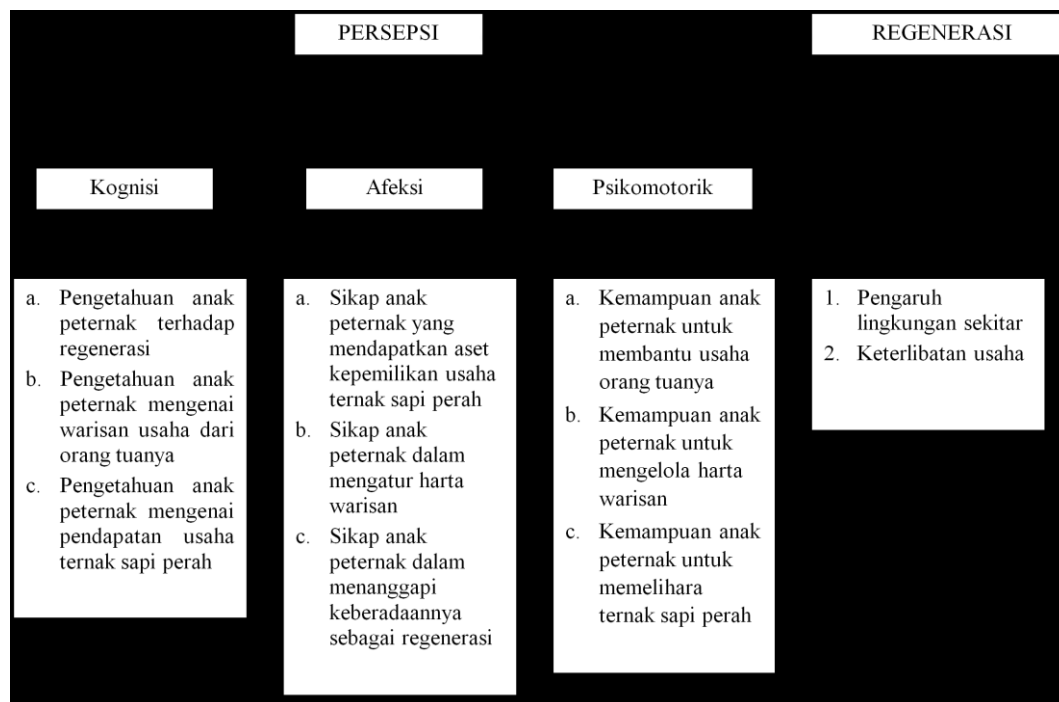 PERSEPSI
REGENERASI
Kognisi
Afeksi
Psikomotorik
a. Pengetahuan anak
peternak terhadap
regenerasi
b. Pengetahuan anak
peternak mengenai
warisan usaha dari
orang tuanya
c. Pengetahuan anak
peternak mengenai
pendapatan usaha
ternak sapi perah
a. Sikap anak
peternak yang
mendapatkan aset
kepemilikan usaha
ternak sapi perah
b. Sikap anak
peternak dalam
mengatur harta
warisan
c. Sikap anak
peternak dalam
menanggapi
keberadaannya
sebagai regenerasi
a. Kemampuan anak
peternak untuk
membantu usaha
orang tuanya
b. Kemampuan anak
peternak untuk
mengelola harta
warisan
c. Kemampuan anak
peternak untuk
memelihara
ternak sapi perah
1. Pengaruh
lingkungan sekitar
2. Keterlibatan usaha